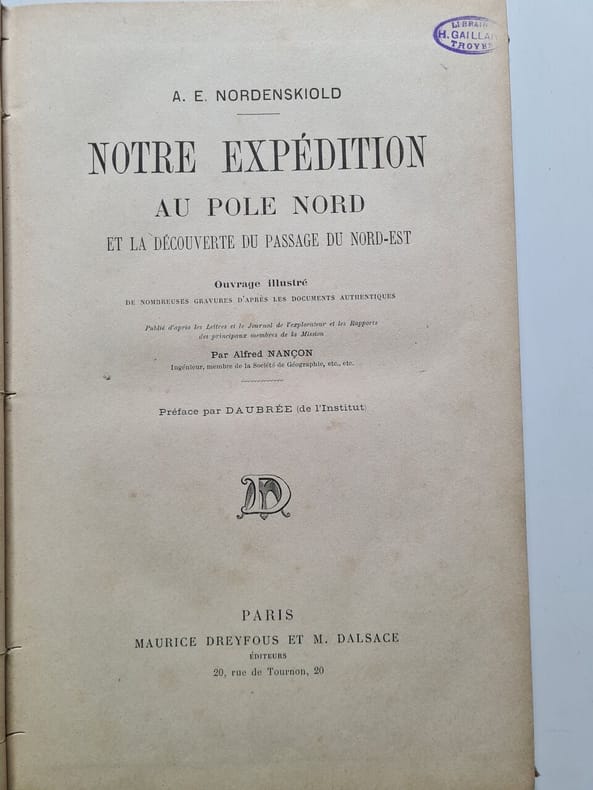 LIBRAIRI
H. GAILLAR
TROYES
A. E. NORDENSKIOLD
NOTRE EXPÉDITION
AU POLE NORD
ET LA DÉCOUVERTE DU PASSAGE DU NORD-EST
Ouvrage illustré
DE NOMBREUSES GRAVURES D'APRÈS LES DOCUMENTS AUTHENTIQUES
Publié d'après les Lettres et le Journal de l'explorateur et les Rapports
des principaux membres de la Mission
Par Alfred NANÇON
Ingénieur, membre de la Société de Géographie, etc., etc.
Préface par DAUBRÉE (de l'Institut)
D
PARIS
MAURICE DREYFOUS ET M. DALSACE
ÉDITEURS
20, rue de Tournon, 20